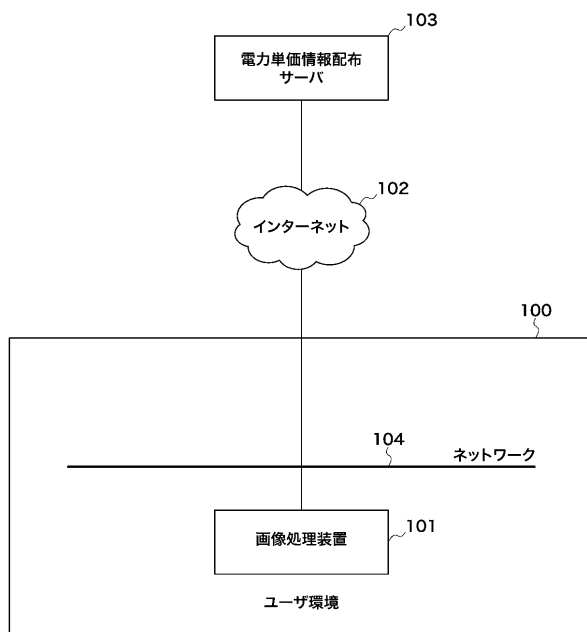 103
電力単価情報配布
サーバ
102
インターネット
100
104
ネットワーク
画像処理装置
101
ユーザ環境